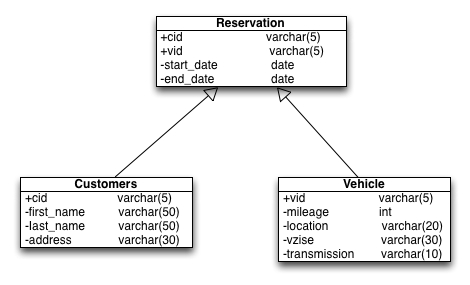 Reservation
+cid varchar(5)
+vid varchar(5)
-start_date date
-end_date date
Customers
+cid varchar(5)
-first_name varchar(50)
-last_name varchar(50)
-address varchar(30)
Vehicle
+vid varchar(5)
-mileage int
-location varchar(20)
-vzise varchar(30)
-transmission varchar(10)